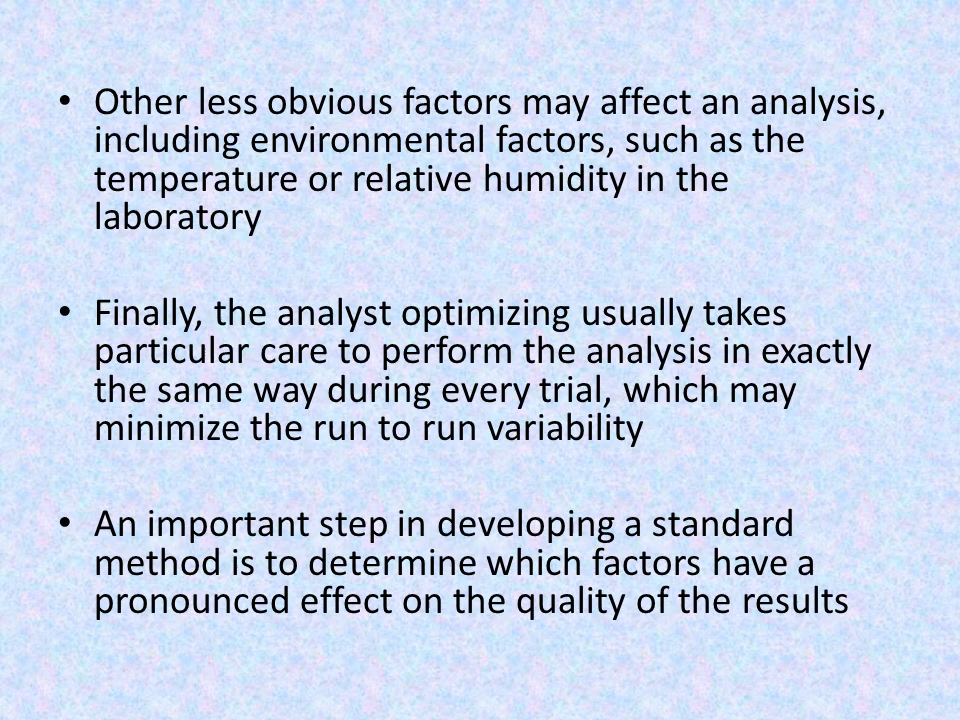 • Other less obvious factors may affect an analysis,
including environmental factors, such as the
temperature or relative humidity in the
laboratory
• Finally, the analyst optimizing usually takes
particular care to perform the analysis in exactly
the same way during every trial, which may
minimize the run to run variability
• An important step in developing a standard
method is to determine which factors have a
pronounced effect on the quality of the results